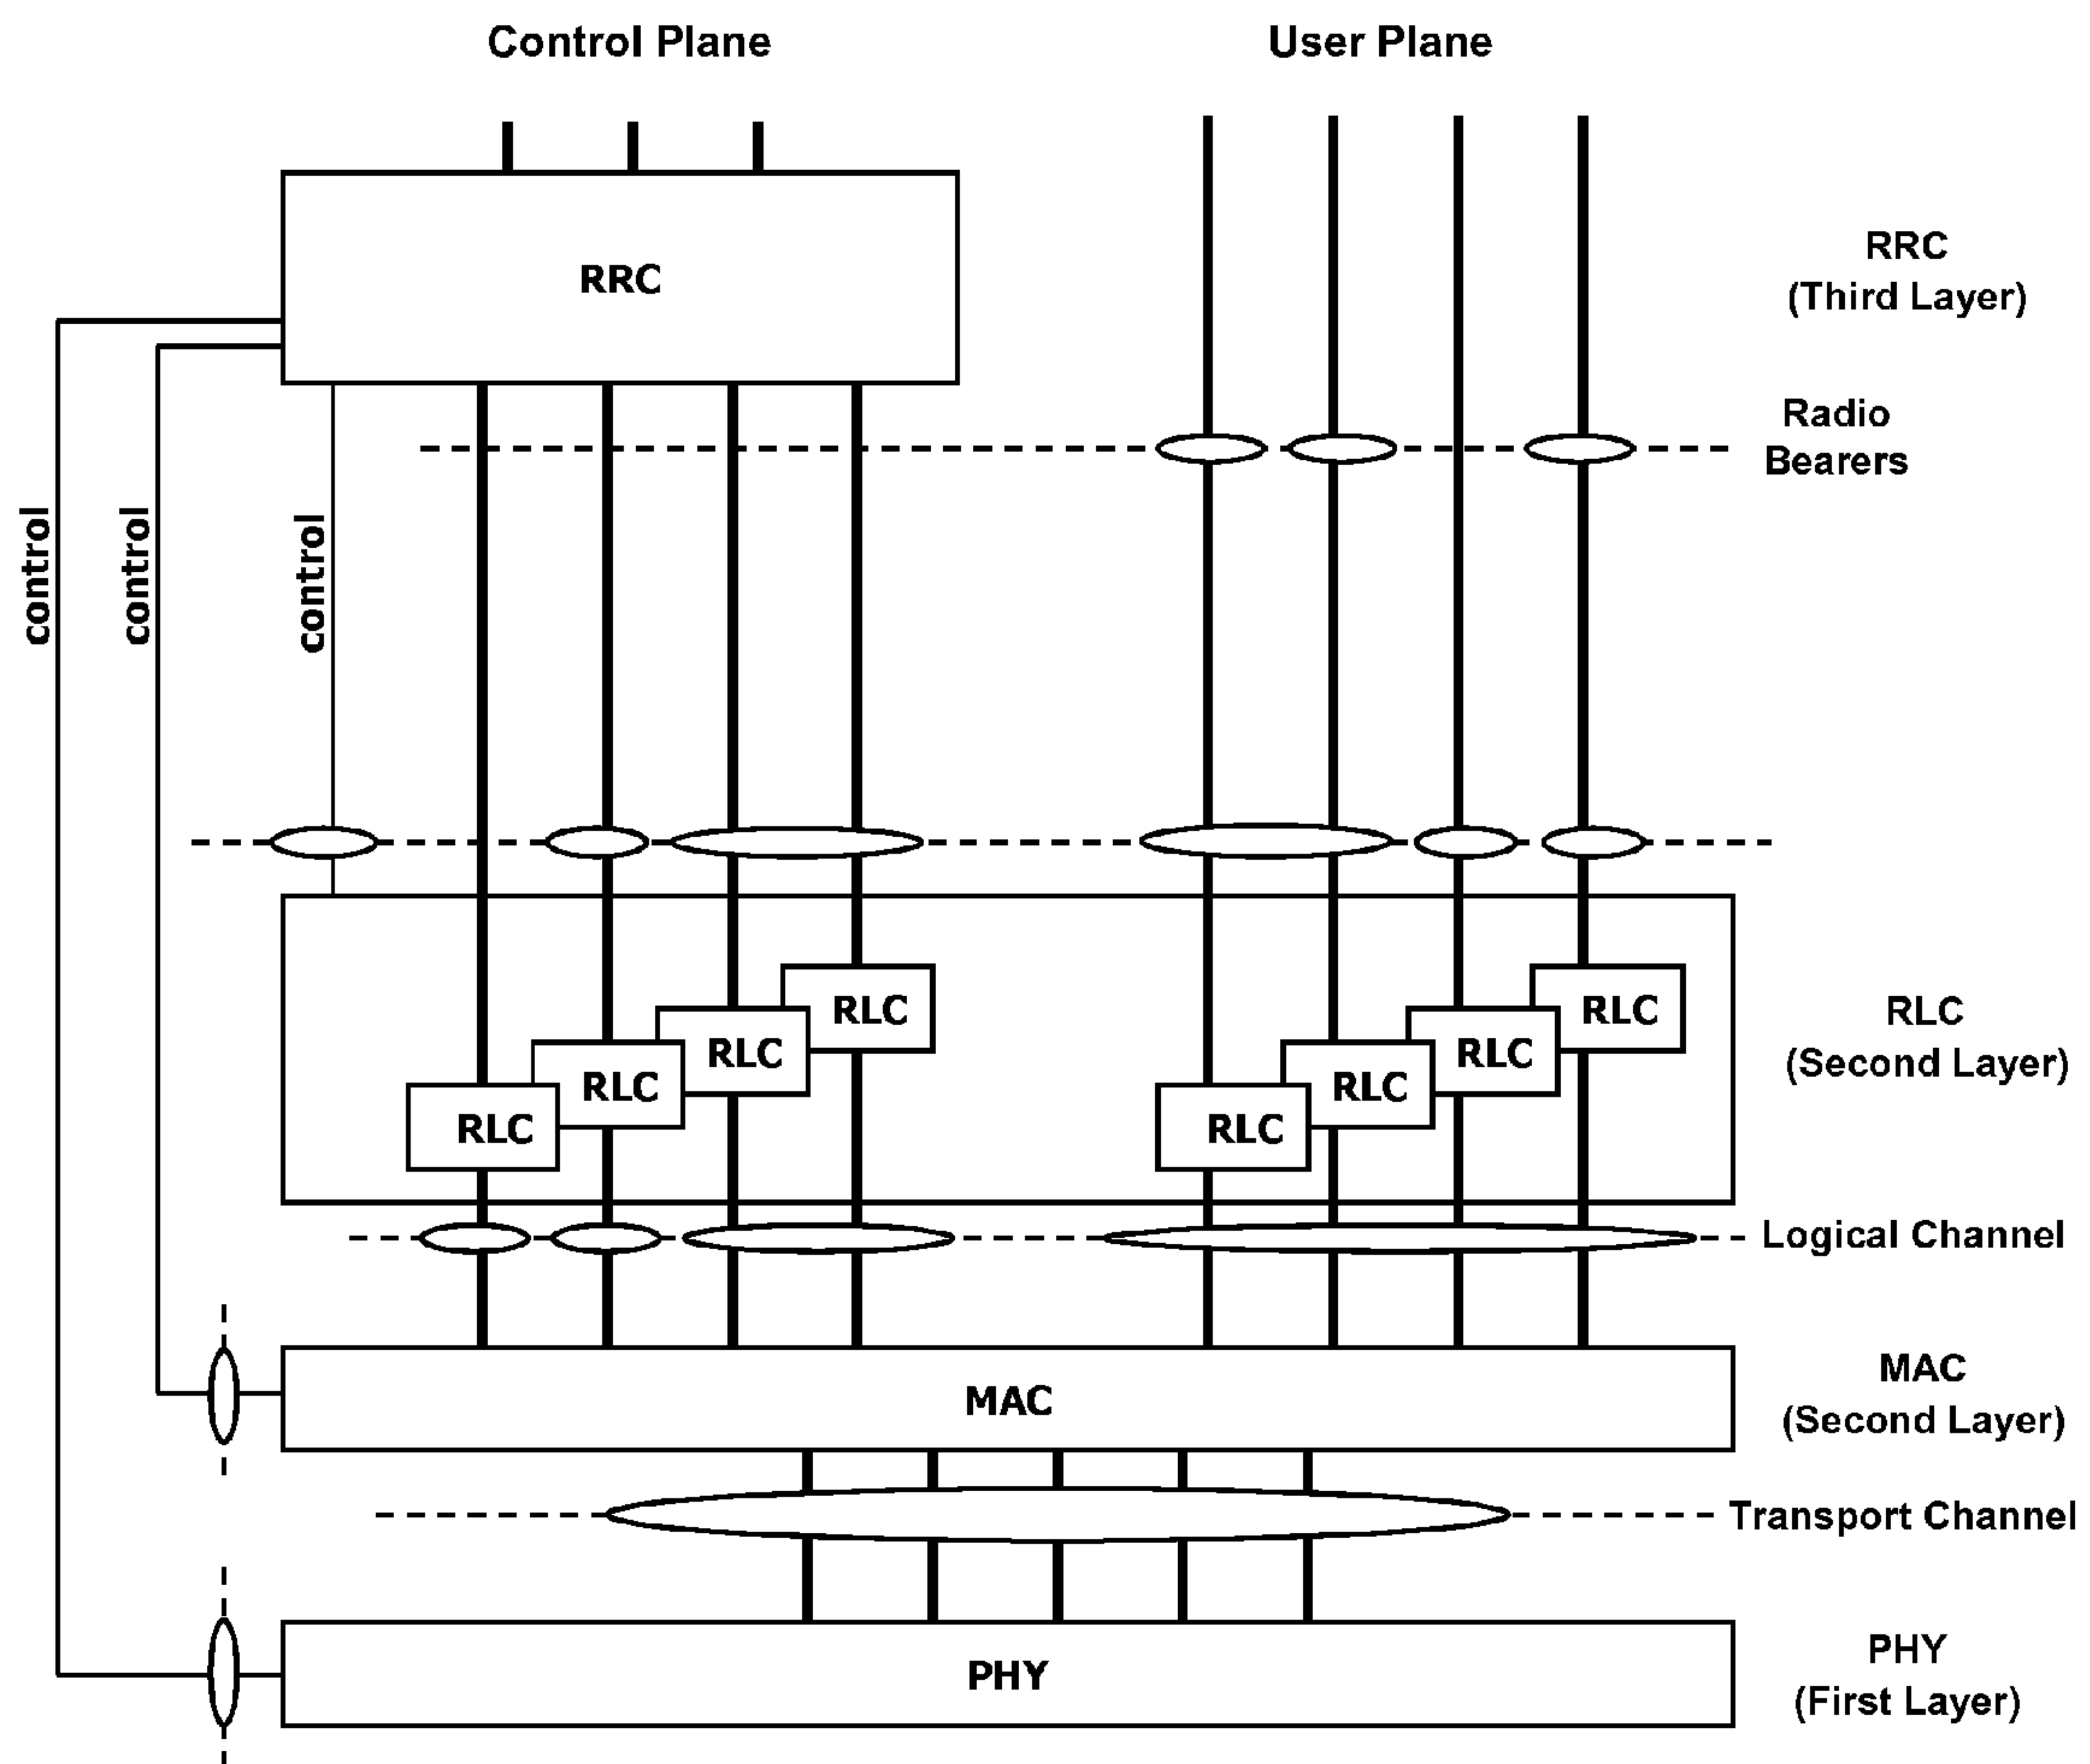 Control Plane
User Plane
RRC
RRC
(Third Layer)
Radio
Bearers
control
control
control
RLC
RLC
RLC
RLC
RLC
RLC
RLC
RLC
RLC
(Second Layer)
Logical Channel
MAC
MAC
(Second Layer)
Transport Channel
PHY
PHY
(First Layer)